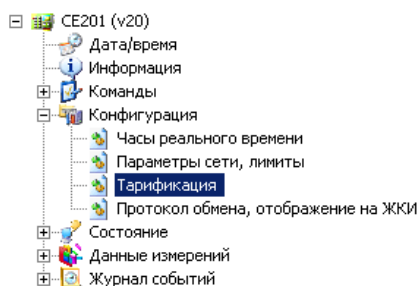 CE201 (v20)
Дата/время
Информация
Команды
Конфигурация
Часы реального времени
Параметры сети, лимиты
Тарификация
Протокол обмена, отображение на ЖКИ
Состояние
Данные измерений
Журнал событий